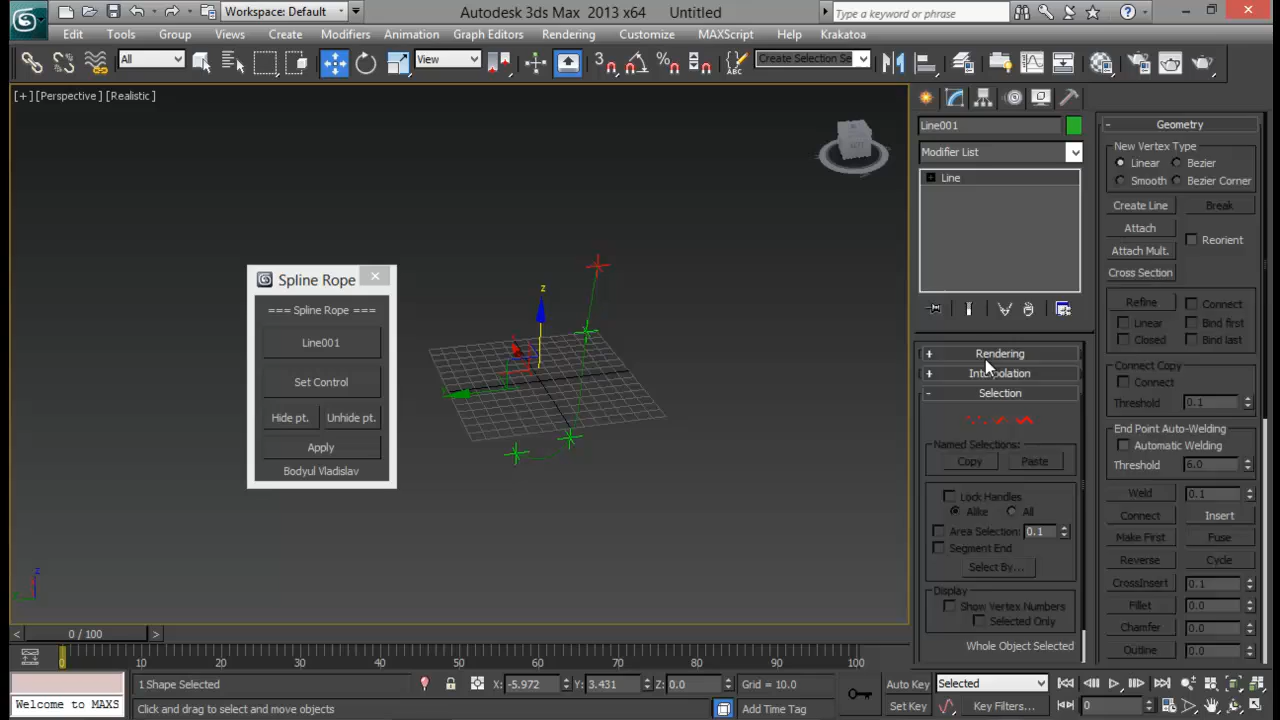 Workspace: Default
Autodesk 3ds Max 2013 x64 Untitled
Type a keyword or phrase
Edit Tools Group Views Create Modifiers Animation Graph Editors Rendering Customize MAXScript Help Krakatoa
All
View
3
Create Selection Se
[+] [Perspective] [Realistic]
z
Spline Rope
=== Spline Rope ===
Line001
Set Control
Hide pt. Unhide pt.
Apply
Bodyul Vladislav
z
Line001
Modifier List
Line
Rendering
Interpolation
Selection
Named Selections:
Copy Paste
Lock Handles
Alike All
Area Selection: 0.1
Segment End
Select By...
Display
Show Vertex Numbers
Selected Only
Whole Object Selected
Geometry
New Vertex Type
Linear Bezier
Smooth Bezier Corner
Create Line Break
Attach
Reorient
Attach Mult.
Cross Section
Refine Connect
Linear Bind first
Closed Bind last
Connect Copy
Connect
Threshold 0.1
End Point Auto-Welding
Automatic Welding
Threshold 6.0
Weld 0.1
Connect Insert
Make First Fuse
Reverse Cycle
CrossInsert 0.1
Fillet 0.0
Chamfer 0.0
Outline 0.0
0 / 100
0 10 20 30 40 50 60 70 80 90 100
1 Shape Selected
X: -5.972 Y: 3.431 Z: 0.0 Grid = 10.0
Auto Key Selected
Welcome to MAXS
Click and drag to select and move objects
Add Time Tag
Set Key Key Filters... 0